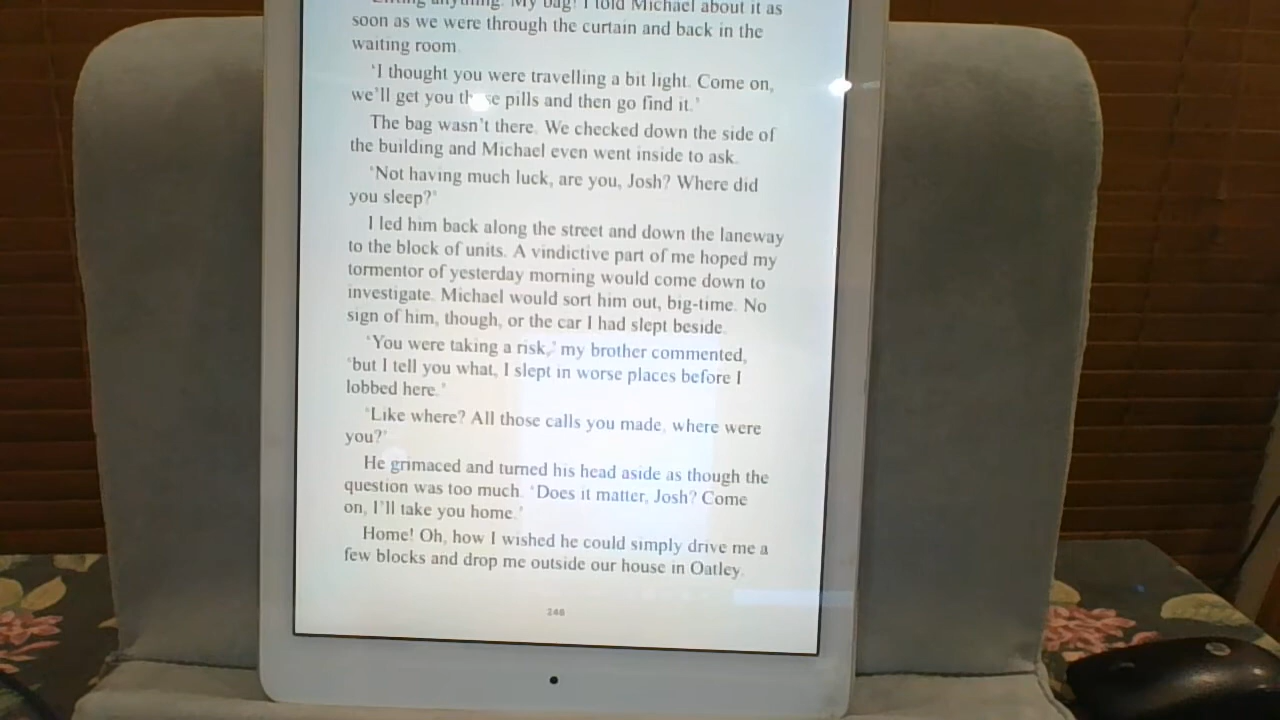 anything. My bag! I told Michael about it as
soon as we were through the curtain and back in the
waiting room.
‘I thought you were travelling a bit light. Come on,
we’ll get you those pills and then go find it.’
The bag wasn’t there. We checked down the side of
the building and Michael even went inside to ask.
‘Not having much luck, are you, Josh? Where did
you sleep?’
I led him back along the street and down the laneway
to the block of units. A vindictive part of me hoped my
tormentor of yesterday morning would come down to
investigate. Michael would sort him out, big-time. No
sign of him, though, or the car I had slept beside.
‘You were taking a risk,’ my brother commented,
‘but I tell you what, I slept in worse places before I
lobbed here.’
‘Like where? All those calls you made, where were
you?’
He grimaced and turned his head aside as though the
question was too much. ‘Does it matter, Josh? Come
on, I’ll take you home.’
Home! Oh, how I wished he could simply drive me a
few blocks and drop me outside our house in Oatley.
246